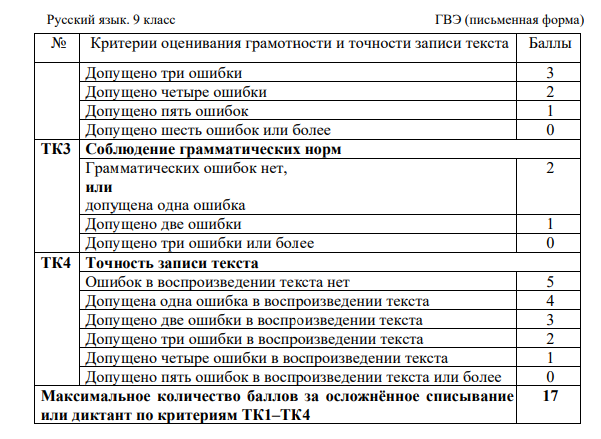 Русский язык. 9 класс ГВЭ (письменная форма)
№ Критерии оценивания грамотности и точности записи текста Баллы
Допущено три ошибки 3
Допущено четыре ошибки 2
Допущено пять ошибок 1
Допущено шесть ошибок или более 0
ТК3 Соблюдение грамматических норм
Грамматических ошибок нет, 2
или
допущена одна ошибка
Допущено две ошибки 1
Допущено три ошибки или более 0
ТК4 Точность записи текста
Ошибок в воспроизведении текста нет 5
Допущена одна ошибка в воспроизведении текста 4
Допущено две ошибки в воспроизведении текста 3
Допущено три ошибки в воспроизведении текста 2
Допущено четыре ошибки в воспроизведении текста 1
Допущено пять ошибок в воспроизведении текста или более 0
Максимальное количество баллов за осложнённое списывание 17
или диктант по критериям ТК1–ТК4